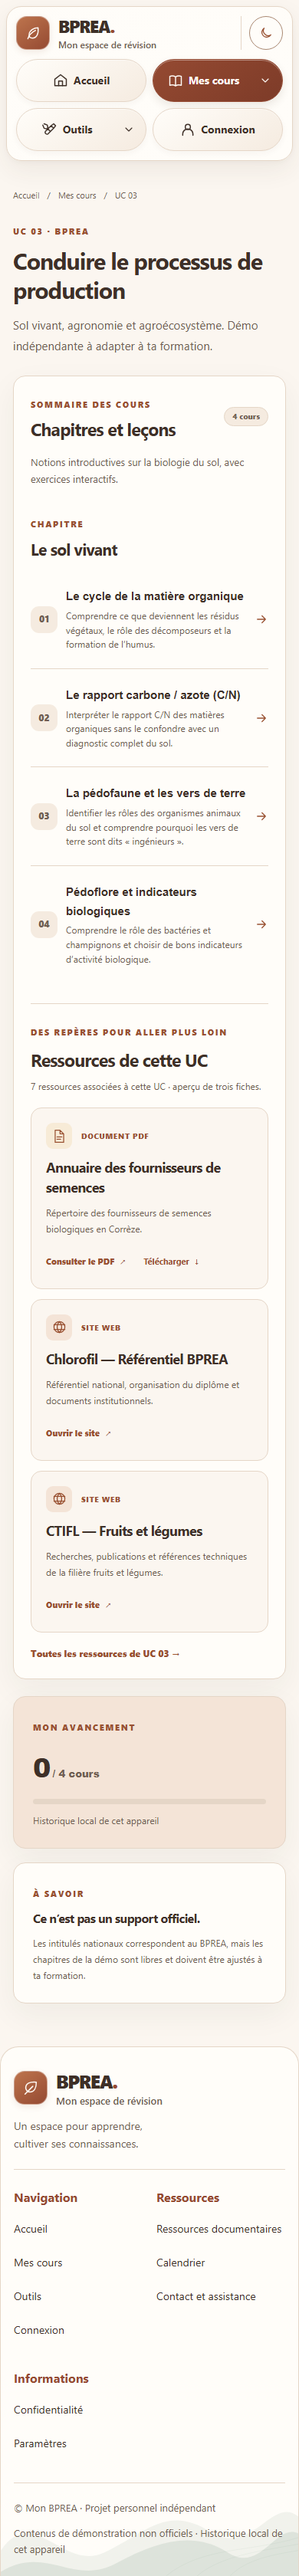 BPREA.
Mon espace de révision
Accueil
Mes cours
Outils
Connexion
Accueil / Mes cours / UC 03
UC 03 · BPREA
Conduire le processus de
production
Sol vivant, agronomie et agroécosystème. Démo
indépendante à adapter à ta formation.
SOMMAIRE DES COURS
Chapitres et leçons
4 cours
Notions introductives sur la biologie du sol, avec
exercices interactifs.
CHAPITRE
Le sol vivant
01
Le cycle de la matière organique
Comprendre ce que deviennent les résidus
végétaux, le rôle des décomposeurs et la
formation de l'humus.
→
02
Le rapport carbone / azote (C/N)
Interpréter le rapport C/N des matières
organiques sans le confondre avec un
diagnostic complet du sol.
→
03
La pédofaune et les vers de terre
Identifier les rôles des organismes animaux
du sol et comprendre pourquoi les vers de
terre sont dits « ingénieurs ».
→
04
Pédoflore et indicateurs
biologiques
Comprendre le rôle des bactéries et
champignons et choisir de bons indicateurs
d'activité biologique.
→
DES REPÈRES POUR ALLER PLUS LOIN
Ressources de cette UC
7 ressources associées à cette UC · aperçu de trois fiches.
DOCUMENT PDF
Annuaire des fournisseurs de
semences
Répertoire des fournisseurs de semences
biologiques en Corrèze.
Consulter le PDF ↗ Télécharger ↓
SITE WEB
Chlorofil — Référentiel BPREA
Référentiel national, organisation du diplôme et
documents institutionnels.
Ouvrir le site ↗
SITE WEB
CTIFL — Fruits et légumes
Recherches, publications et références techniques
de la filière fruits et légumes.
Ouvrir le site ↗
Toutes les ressources de UC 03 →
MON AVANCEMENT
0 / 4 cours
Historique local de cet appareil
À SAVOIR
Ce n'est pas un support officiel.
Les intitulés nationaux correspondent au BPREA, mais les
chapitres de la démo sont libres et doivent être ajustés à
ta formation.
BPREA.
Mon espace de révision
Un espace pour apprendre,
cultiver ses connaissances.
Navigation
Accueil
Mes cours
Outils
Connexion
Ressources
Ressources documentaires
Calendrier
Contact et assistance
Informations
Confidentialité
Paramètres
© Mon BPREA · Projet personnel indépendant
Contenus de démonstration non officiels · Historique local de
cet appareil